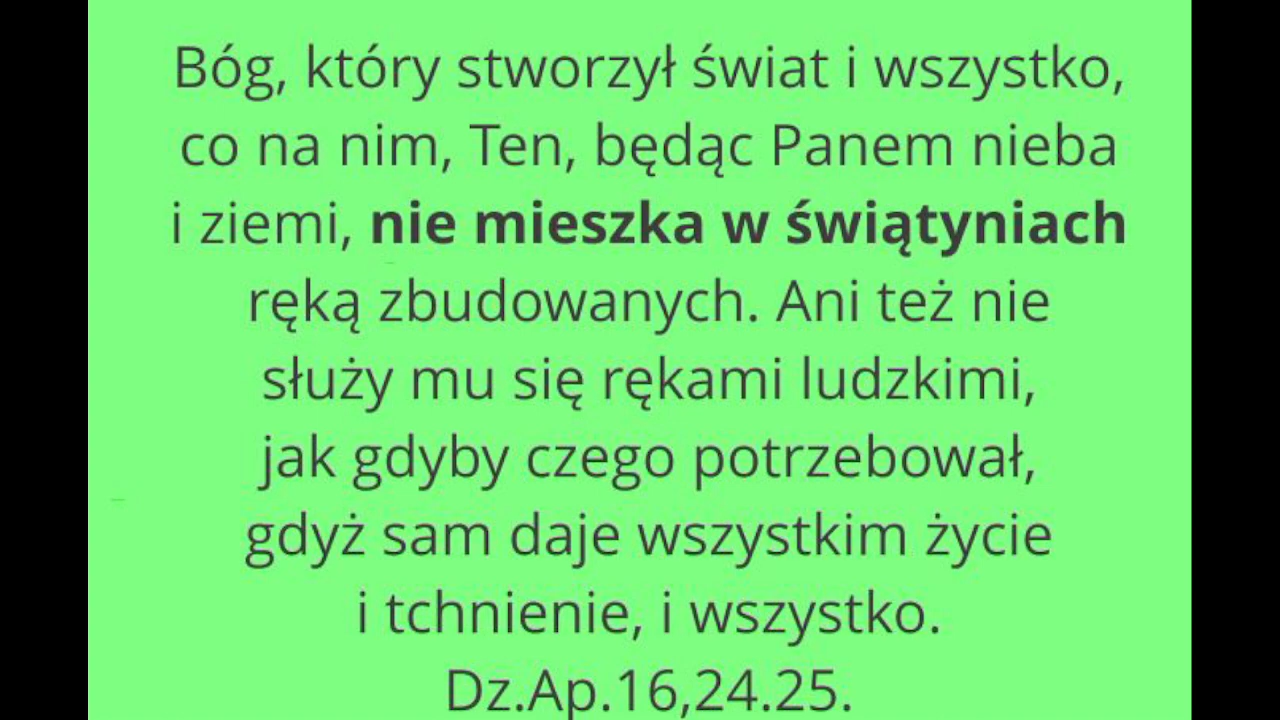 Bóg, który stworzył świat i wszystko,
co na nim, Ten, będąc Panem nieba
i ziemi, nie mieszka w świątyniach
ręką zbudowanych. Ani też nie
służy mu się rękami ludzkimi,
jak gdyby czego potrzebował,
gdyż sam daje wszystkim życie
i tchnienie, i wszystko.
Dz.Ap.16,24.25.